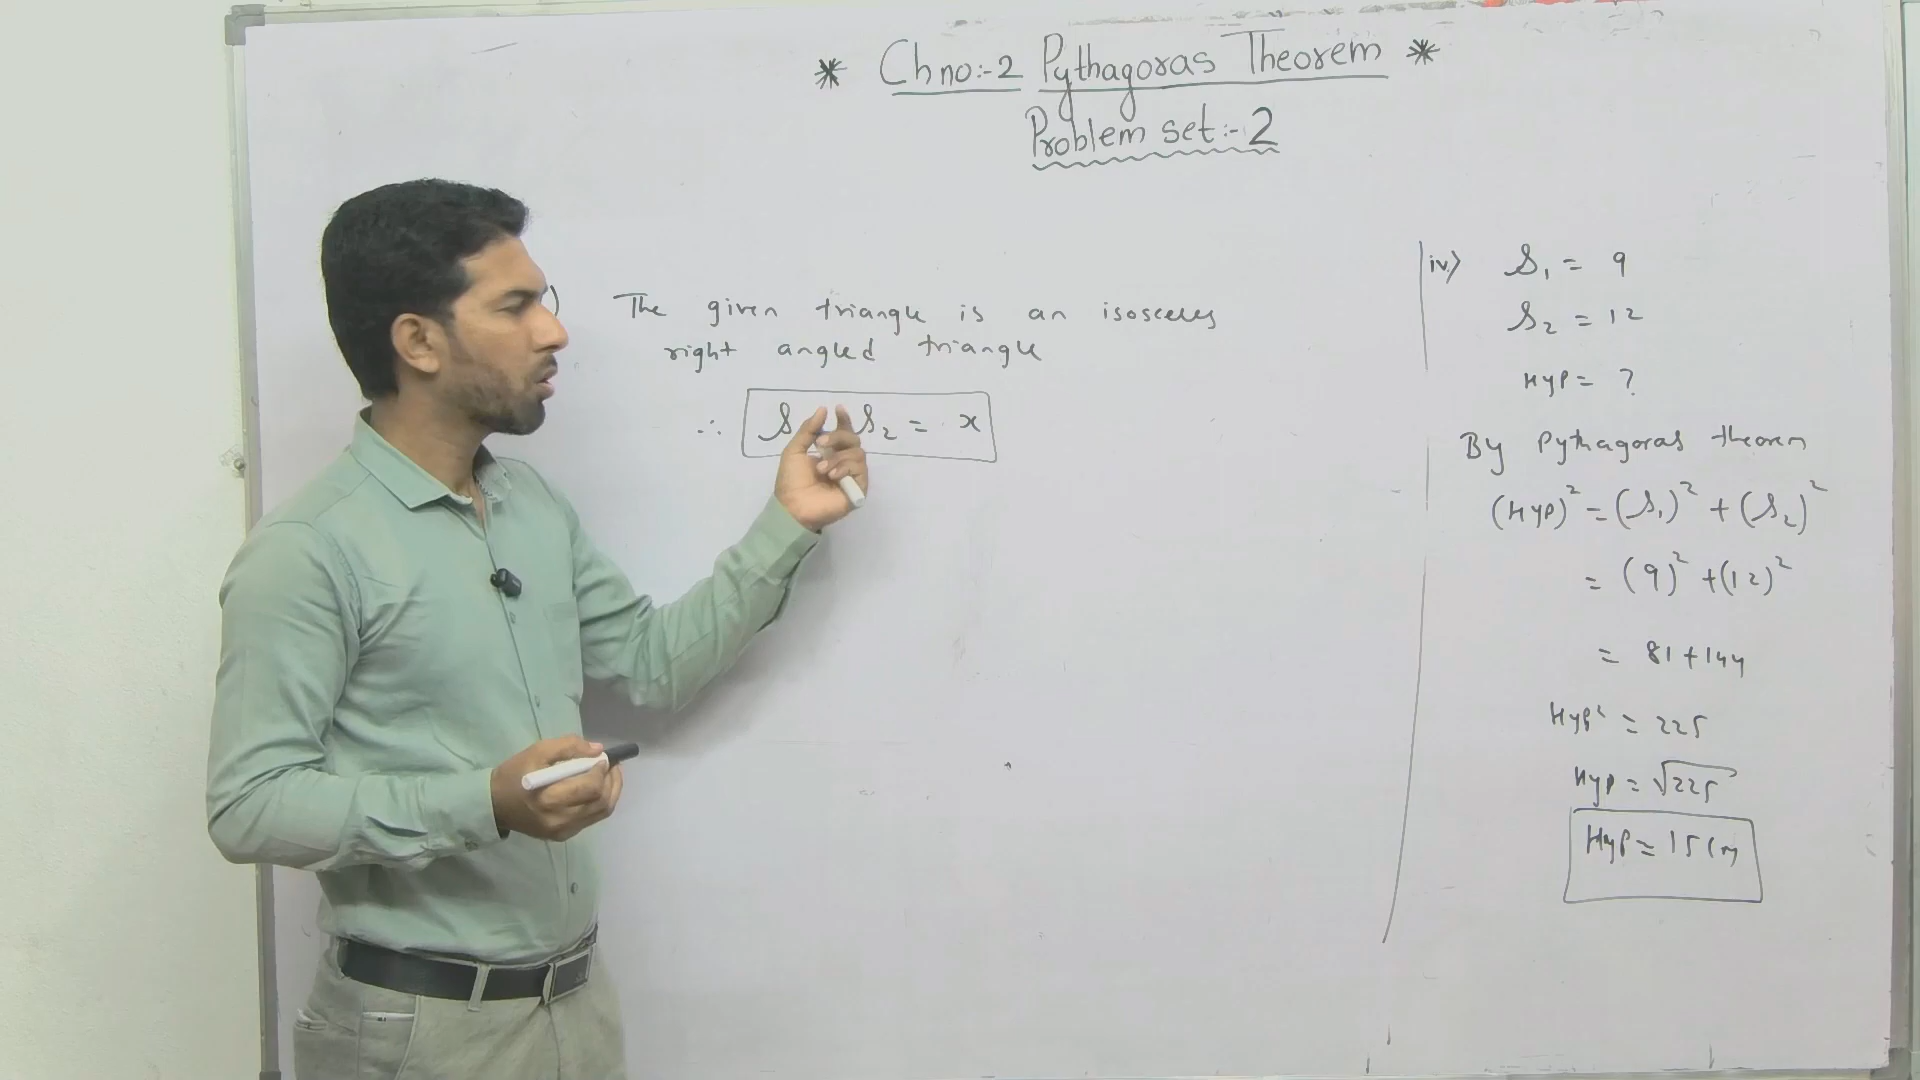 * Ch no:-2 Pythagoras Theorem *
Problem set:- 2
) The given triangle is an isosceles
right angled triangle
∴ S S₂ = x
iv) S₁ = 9
S₂ = 12
Hyp = ?
By Pythagoras theorem
(Hyp)² = (S₁)² + (S₂)²
= (9)² + (12)²
= 81 + 144
Hyp² = 225
Hyp = √225
Hyp = 15 cm